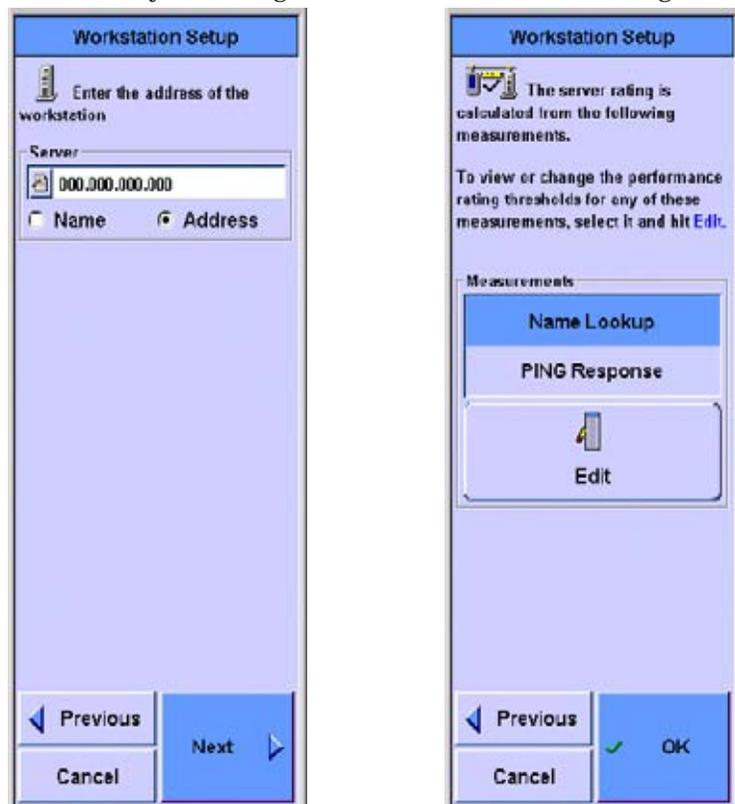 Workstation Setup
Enter the address of the
workstation
Server
000.000.000.000
Name Address
Previous
Next
Cancel
Workstation Setup
The server rating is
calculated from the following
measurements.
To view or change the performance
rating thresholds for any of these
measurements, select it and hit Edit.
Measurements
Name Lookup
PING Response
Edit
Previous
OK
Cancel